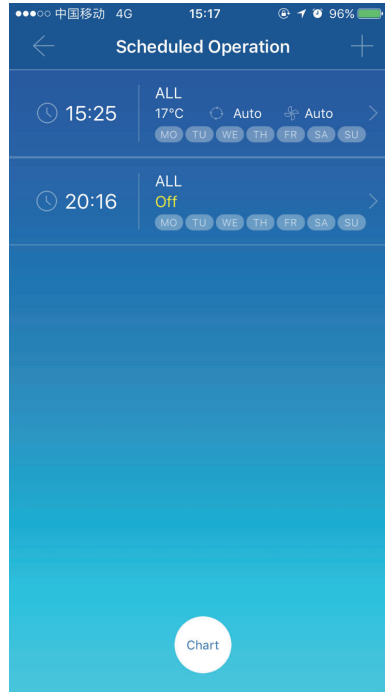 中国移动 4G 15:17 96%
Scheduled Operation
15:25
ALL
17°C Auto Auto
MO TU WE TH FR SA SU
20:16
ALL
Off
MO TU WE TH FR SA SU
Chart